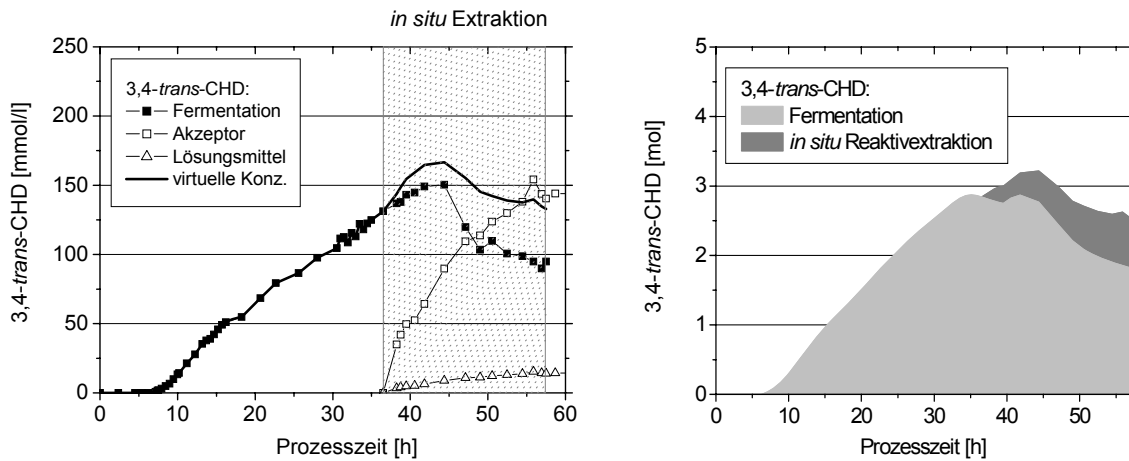 in situ Extraktion
250
200
150
100
50
0
3,4-trans-CHD [mmol/l]
3,4-trans-CHD:
Fermentation
Akzeptor
Lösungsmittel
virtuelle Konz.
0 10 20 30 40 50 60
Prozesszeit [h]
5
4
3
2
1
0
3,4-trans-CHD [mol]
3,4-trans-CHD:
Fermentation
in situ Reaktivextraktion
0 10 20 30 40 50
Prozesszeit [h]